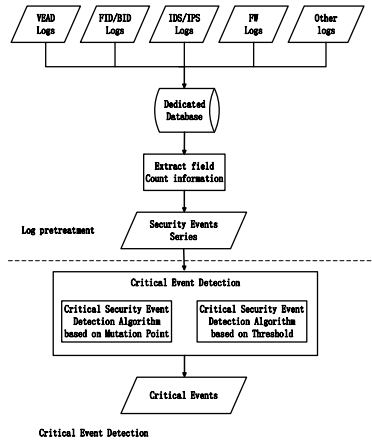 VEAD
Logs
FID/BID
Logs
IDS/IPS
Logs
FW
Logs
Other
logs
Dedicated
Database
Extract field
Count information
Security Events
Series
Log pretreatment
Critical Event Detection
Critical Security Event
Detection Algorithm
based on Mutation Point
Critical Security Event
Detection Algorithm
based on Threshold
Critical Events
Critical Event Detection